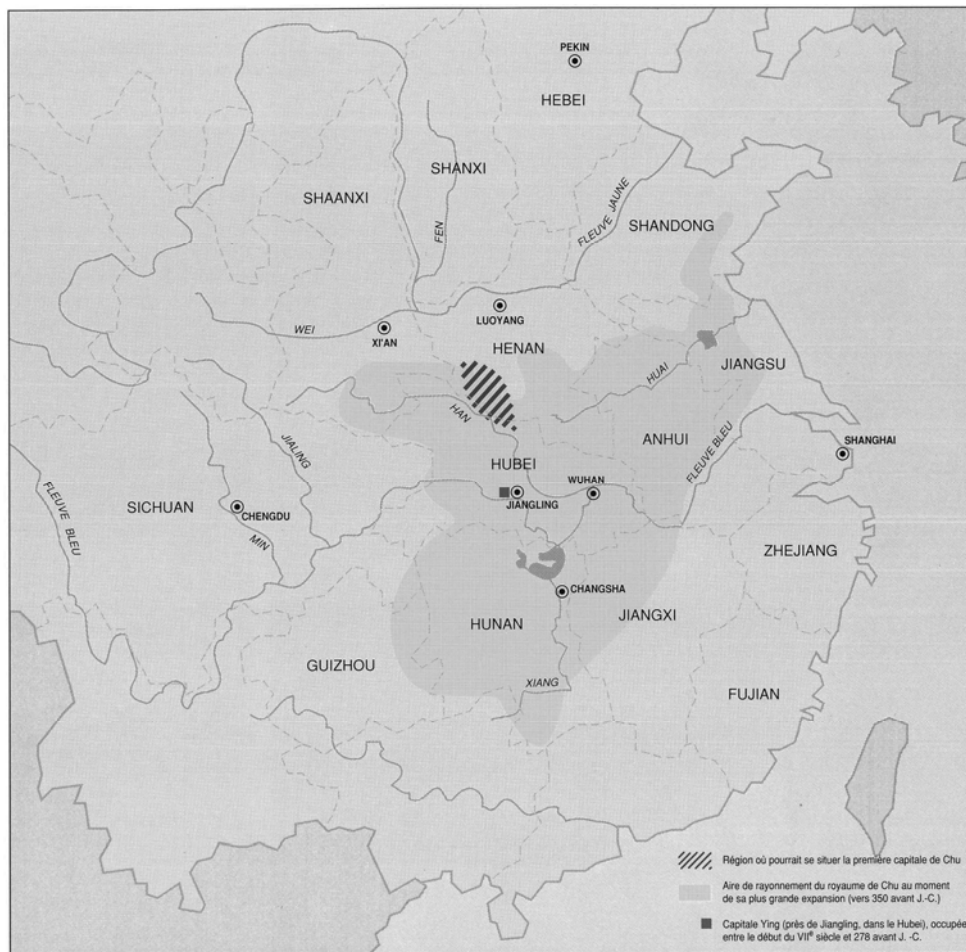 PEKIN
HEBEI
SHANXI
SHAANXI
FEN
FLEUVE JAUNE
SHANDONG
WEI
XI'AN
LUOYANG
HENAN
HUAI
JIANGSU
HAN
JIALING
ANHUI
FLEUVE BLEU
SHANGHAI
HUBEI
WUHAN
JIANGLING
FLEUVE BLEU
SICHUAN
CHENGDU
MIN
ZHEJIANG
CHANGSHA
HUNAN
JIANGXI
GUIZHOU
XIANG
FUJIAN
Région où pourrait se situer la première capitale de Chu
Aire de rayonnement du royaume de Chu au moment
de sa plus grande expansion (vers 350 avant J.-C.)
Capitale Ying (près de Jiangling, dans le Hubei), occupée
entre le début du VIIe siècle et 278 avant J. -C.